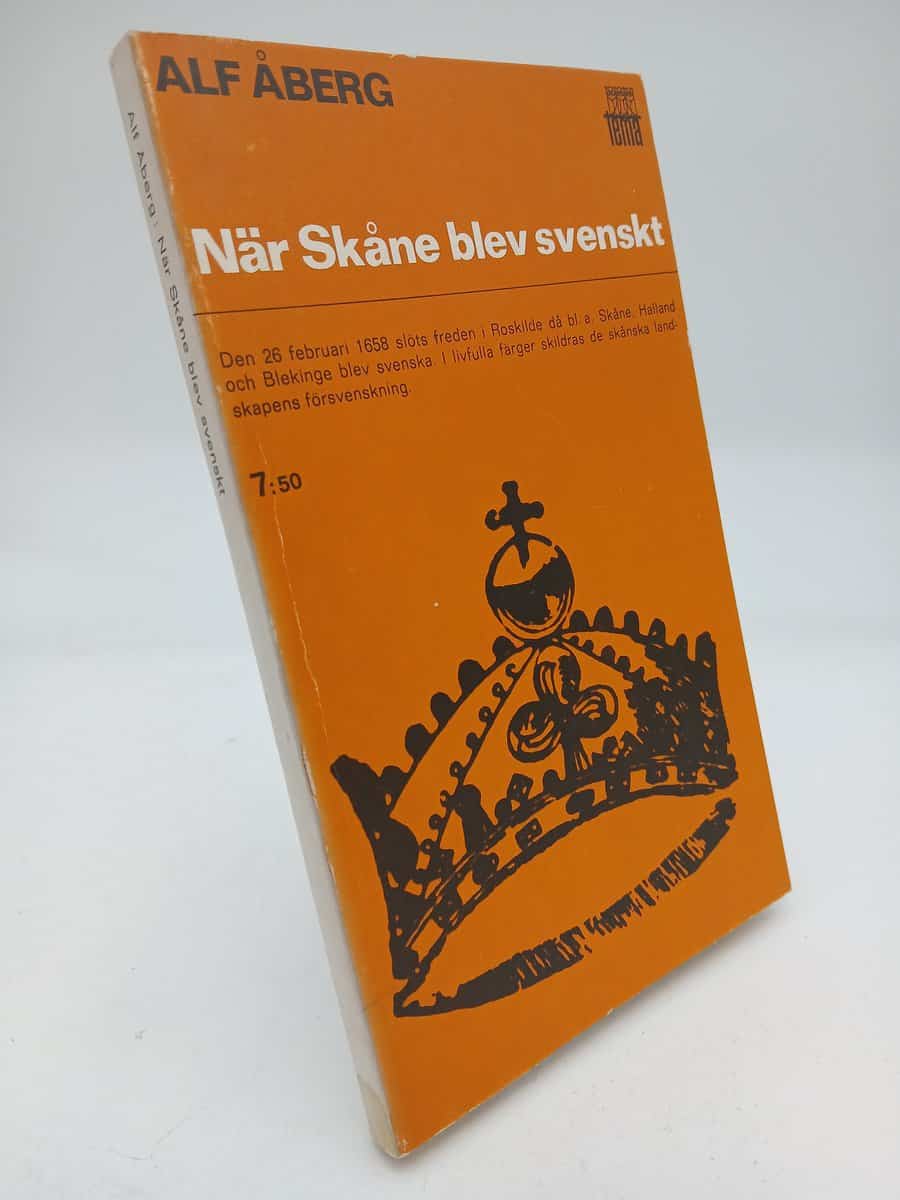 ALF ÅBERG
tema
När Skåne blev svenskt
Den 26 februari 1658 slöts freden i Roskilde då bl. a. Skåne, Halland
och Blekinge blev svenska. I livfulla färger skildras de skånska land-
skapens försvenskning.
7:50
Alf Åberg: När Skåne blev svenskt